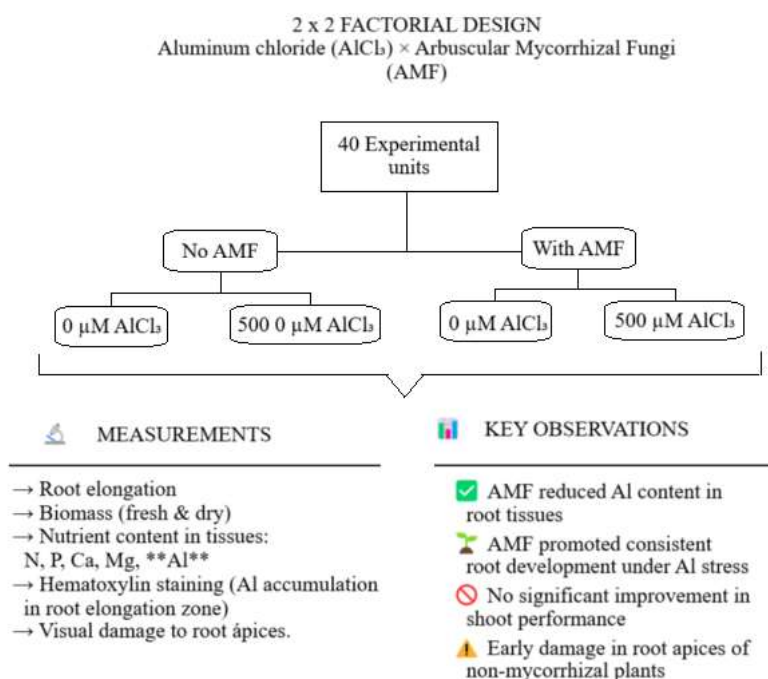 2 x 2 FACTORIAL DESIGN
Aluminum chloride (AlCl₃) × Arbuscular Mycorrhizal Fungi
(AMF)
40 Experimental
units
No AMF
With AMF
0 µM AlCl₃
500 0 µM AlCl₃
0 µM AlCl₃
500 µM AlCl₃
MEASUREMENTS
→ Root elongation
→ Biomass (fresh & dry)
→ Nutrient content in tissues:
N, P, Ca, Mg, **Al**
→ Hematoxylin staining (Al accumulation
in root elongation zone)
→ Visual damage to root ápices.
KEY OBSERVATIONS
✅ AMF reduced Al content in
root tissues
🌱 AMF promoted consistent
root development under Al stress
🚫 No significant improvement in
shoot performance
⚠️ Early damage in root apices of
non-mycorrhizal plants